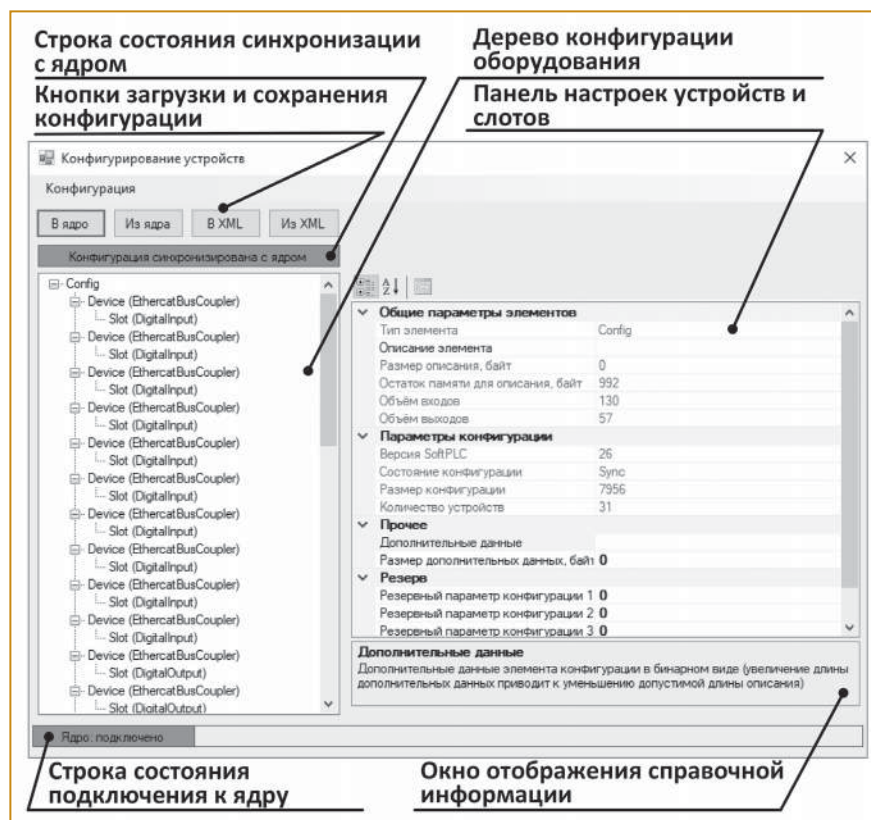 Строка состояния синхронизации
с ядром
Дерево конфигурации
оборудования
Кнопки загрузки и сохранения
конфигурации
Панель настроек устройств и
слотов
Конфигурирование устройств
Конфигурация
В ядро Из ядра В XML Из XML
Конфигурация синхронизирована с ядром
Config
Device (EthercatBusCoupler)
Slot (DigitalInput)
Device (EthercatBusCoupler)
Slot (DigitalInput)
Device (EthercatBusCoupler)
Slot (DigitalInput)
Device (EthercatBusCoupler)
Slot (DigitalInput)
Device (EthercatBusCoupler)
Slot (DigitalInput)
Device (EthercatBusCoupler)
Slot (DigitalInput)
Device (EthercatBusCoupler)
Slot (DigitalInput)
Device (EthercatBusCoupler)
Slot (DigitalInput)
Device (EthercatBusCoupler)
Slot (DigitalInput)
Device (EthercatBusCoupler)
Slot (DigitalInput)
Device (EthercatBusCoupler)
Slot (DigitalOutput)
Device (EthercatBusCoupler)
Slot (DigitalOutput)
Общие параметры элементов
Тип элемента Config
Описание элемента
Размер описания, байт 0
Остаток памяти для описания, байт 992
Объём входов 130
Объём выходов 57
Параметры конфигурации
Версия SoftPLC 26
Состояние конфигурации Sync
Размер конфигурации 7956
Количество устройств 31
Прочее
Дополнительные данные
Размер дополнительных данных, байт 0
Резерв
Резервный параметр конфигурации 1 0
Резервный параметр конфигурации 2 0
Резервный параметр конфигурации 3 0
Дополнительные данные
Дополнительные данные элемента конфигурации в бинарном виде (увеличение длины
дополнительных данных приводит к уменьшению допустимой длины описания)
Ядро: подключено
Строка состояния
подключения к ядру
Окно отображения справочной
информации